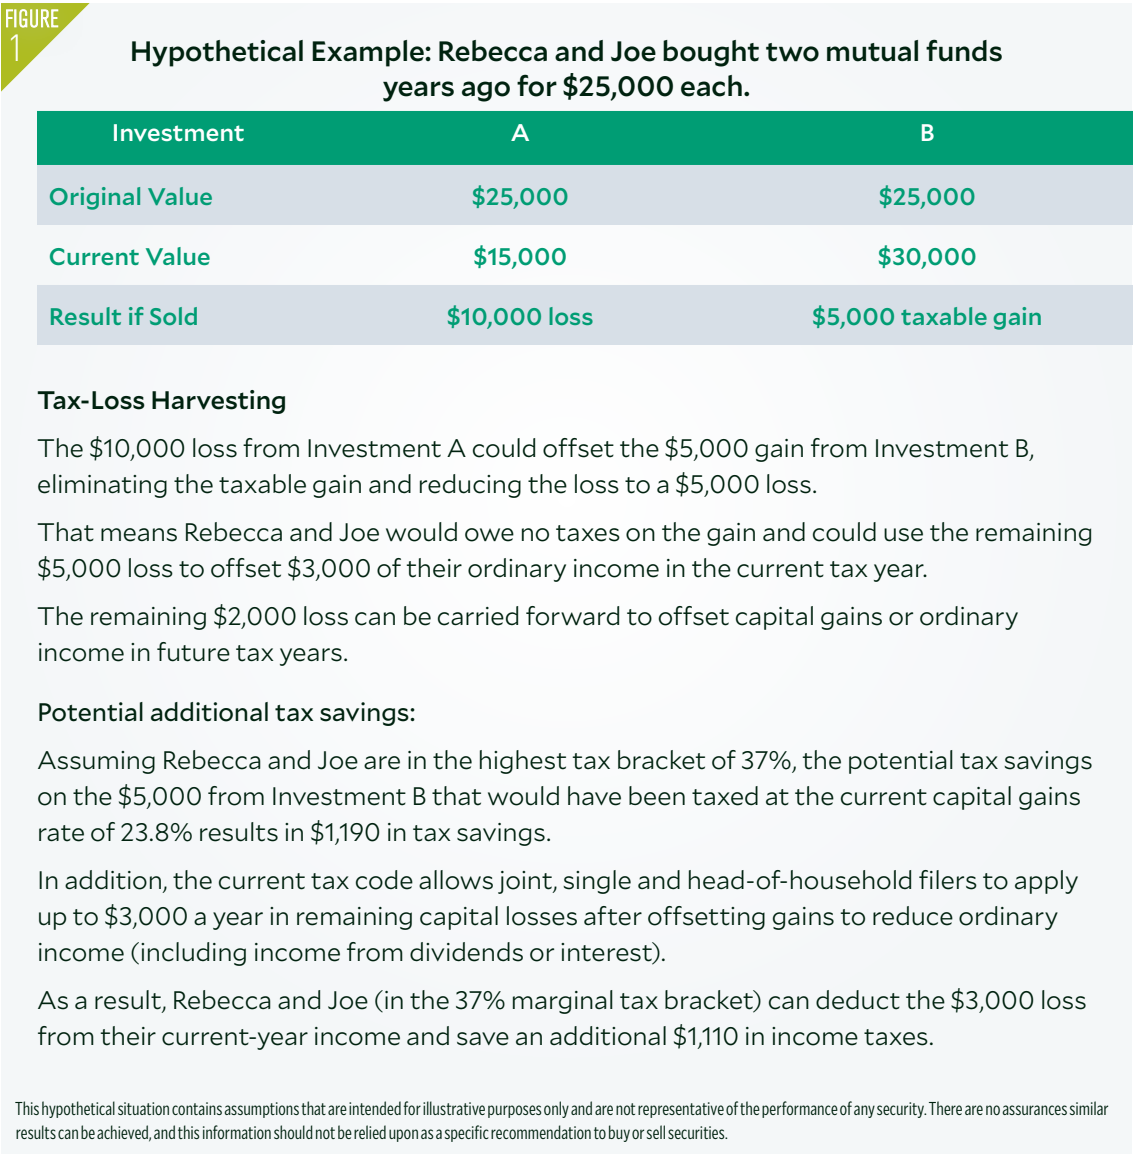 FIGURE
1
Hypothetical Example: Rebecca and Joe bought two mutual funds
years ago for $25,000 each.
Investment A B
Original Value $25,000 $25,000
Current Value $15,000 $30,000
Result if Sold $10,000 loss $5,000 taxable gain
Tax-Loss Harvesting
The $10,000 loss from Investment A could offset the $5,000 gain from Investment B,
eliminating the taxable gain and reducing the loss to a $5,000 loss.
That means Rebecca and Joe would owe no taxes on the gain and could use the remaining
$5,000 loss to offset $3,000 of their ordinary income in the current tax year.
The remaining $2,000 loss can be carried forward to offset capital gains or ordinary
income in future tax years.
Potential additional tax savings:
Assuming Rebecca and Joe are in the highest tax bracket of 37%, the potential tax savings
on the $5,000 from Investment B that would have been taxed at the current capital gains
rate of 23.8% results in $1,190 in tax savings.
In addition, the current tax code allows joint, single and head-of-household filers to apply
up to $3,000 a year in remaining capital losses after offsetting gains to reduce ordinary
income (including income from dividends or interest).
As a result, Rebecca and Joe (in the 37% marginal tax bracket) can deduct the $3,000 loss
from their current-year income and save an additional $1,110 in income taxes.
This hypothetical situation contains assumptions that are intended for illustrative purposes only and are not representative of the performance of any security. There are no assurances similar
results can be achieved, and this information should not be relied upon as a specific recommendation to buy or sell securities.